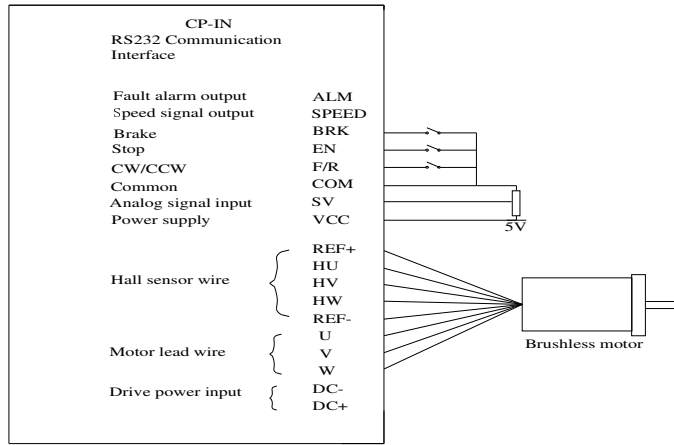 CP-IN
RS232 Communication
Interface
Fault alarm output ALM
Speed signal output SPEED
Brake BRK
Stop EN
CW/CCW F/R
Common COM
Analog signal input SV
Power supply VCC
5V
REF+
HU
Hall sensor wire HV
HW
REF-
U
Motor lead wire V
W
Brushless motor
Drive power input DC-
DC+